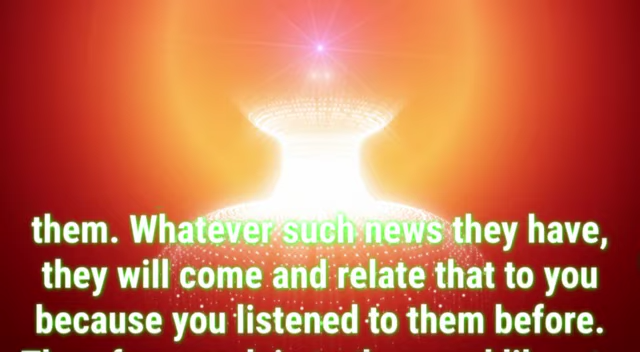 them. Whatever such news they have,
they will come and relate that to you
because you listened to them before.